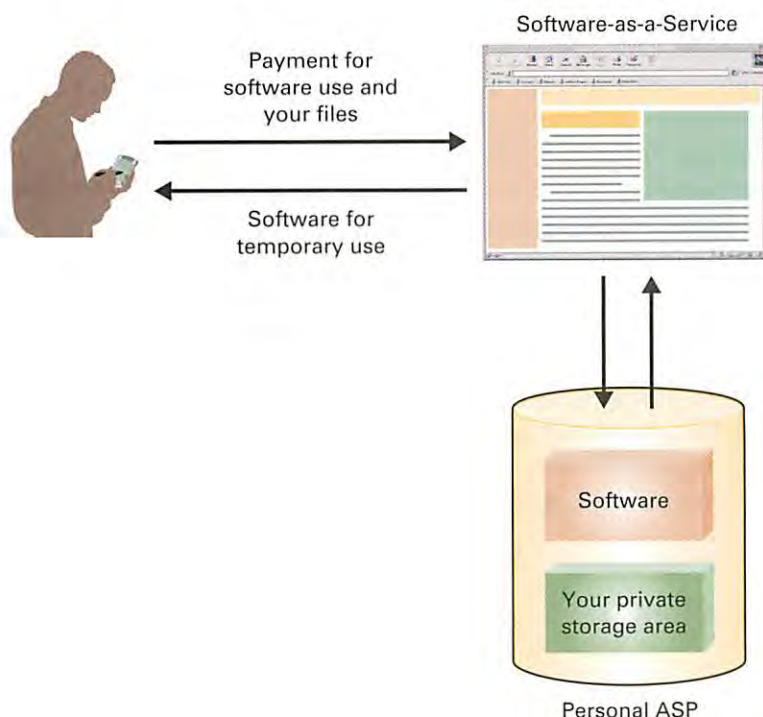 Software-as-a-Service
Payment for
software use and
your files
Software for
temporary use
Software
Your private
storage area
Personal ASP